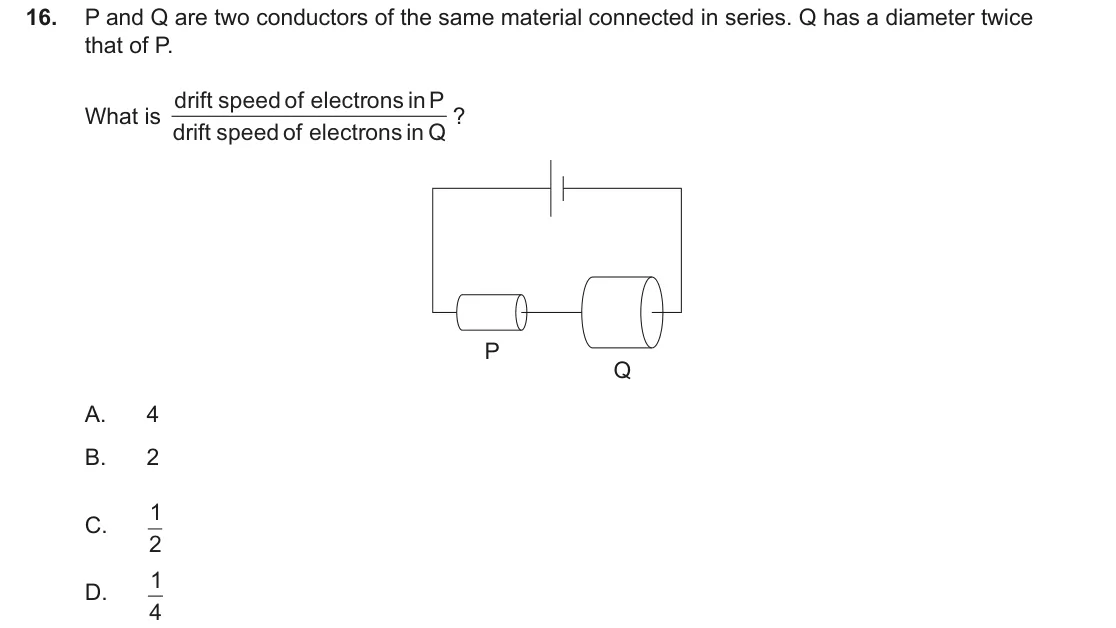 16. P and Q are two conductors of the same material connected in series. Q has a diameter twice
that of P.
What is drift speed of electrons in P
drift speed of electrons in Q ?
P
Q
A. 4
B. 2
C. 1
2
D. 1
4